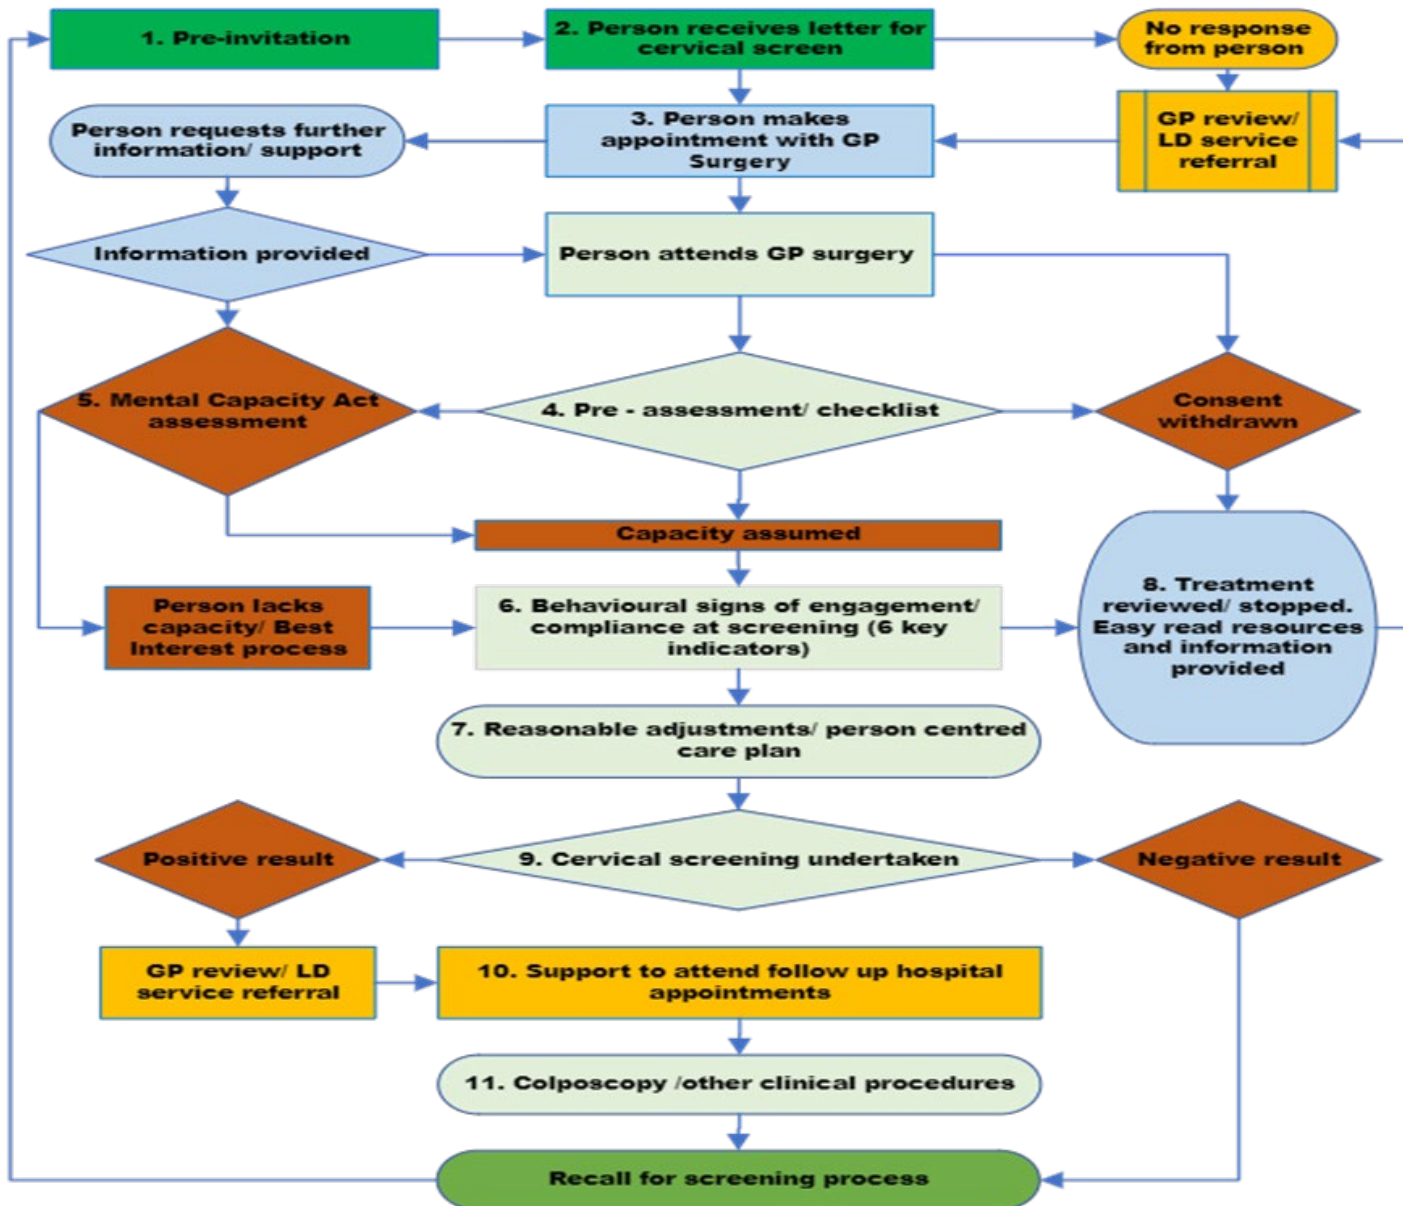 1. Pre-invitation
2. Person receives letter for
cervical screen
No response
from person
Person requests further
information/ support
3. Person makes
appointment with GP
Surgery
GP review/
LD service
referral
Information provided
Person attends GP surgery
5. Mental Capacity Act
assessment
4. Pre - assessment/ checklist
Consent
withdrawn
Capacity assumed
Person lacks
capacity/ Best
Interest process
6. Behavioural signs of engagement/
compliance at screening (6 key
indicators)
8. Treatment
reviewed/ stopped.
Easy read resources
and information
provided
7. Reasonable adjustments/ person centred
care plan
Positive result
9. Cervical screening undertaken
Negative result
GP review/ LD
service referral
10. Support to attend follow up hospital
appointments
11. Colposcopy /other clinical procedures
Recall for screening process